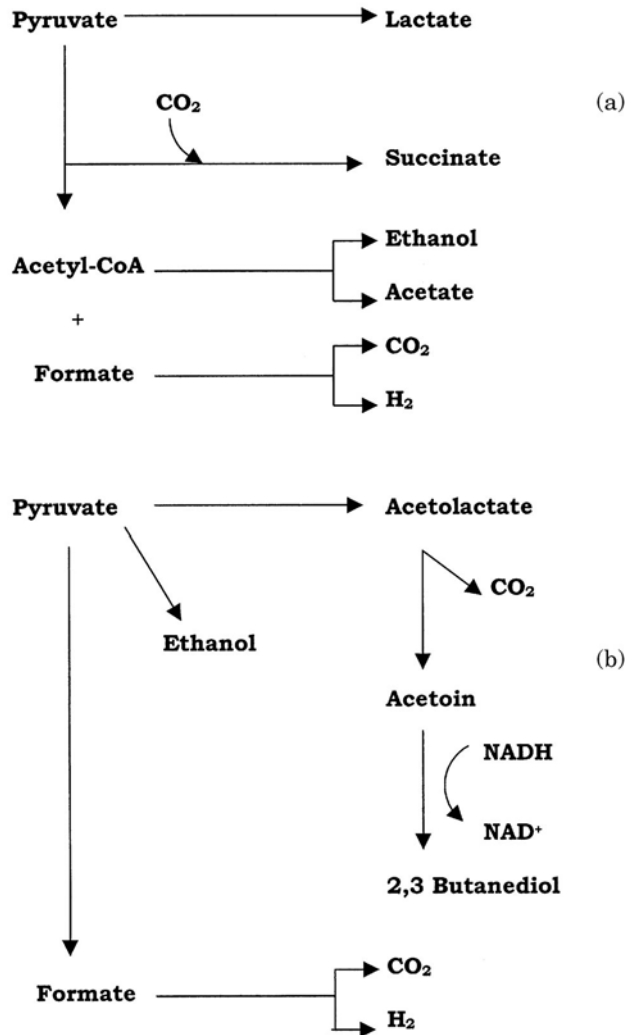 Pyruvate Lactate
CO₂ (a)
Succinate
Ethanol
Acetyl-CoA
Acetate
+
CO₂
Formate
H₂
Pyruvate Acetolactate
CO₂
Ethanol
(b)
Acetoin
NADH
NAD⁺
2,3 Butanediol
CO₂
Formate
H₂